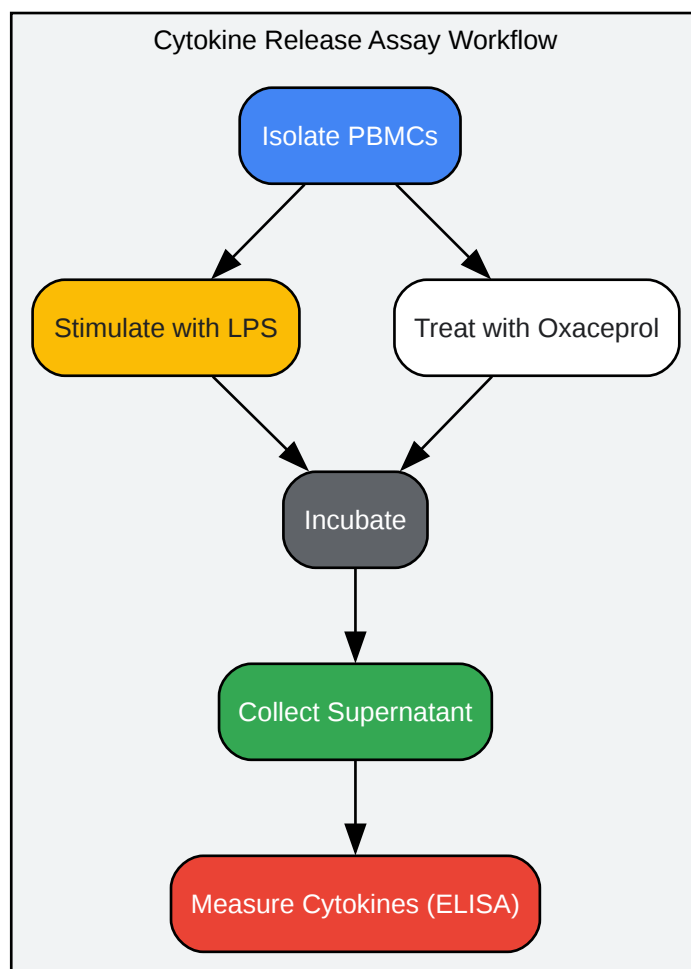 Cytokine Release Assay Workflow
Isolate PBMCs
Stimulate with LPS
Treat with Oxaceprol
Incubate
Collect Supernatant
Measure Cytokines (ELISA)